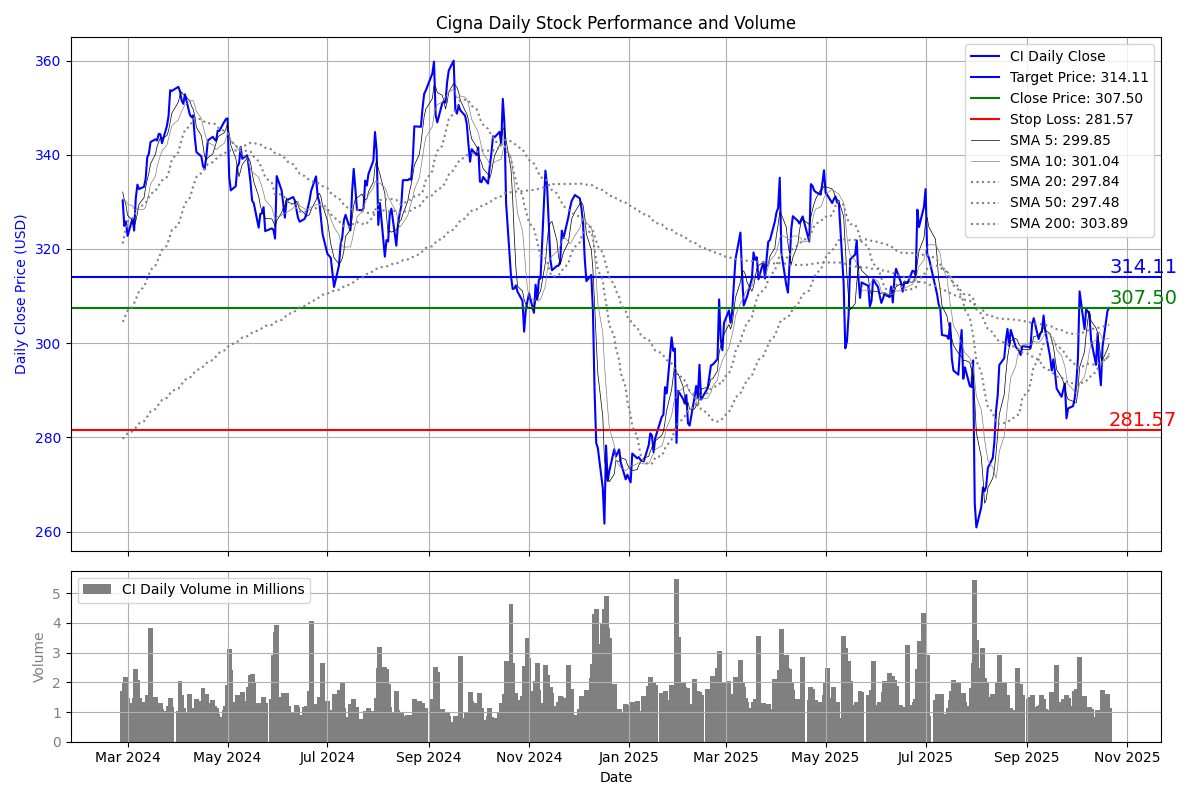 Cigna Daily Stock Performance and Volume
Daily Close Price (USD)
360
340
320
300
280
260
CI Daily Close
Target Price: 314.11
Close Price: 307.50
Stop Loss: 281.57
SMA 5: 299.85
SMA 10: 301.04
SMA 20: 297.84
SMA 50: 297.48
SMA 200: 303.89
314.11
307.50
281.57
CI Daily Volume in Millions
Volume
5
4
3
2
1
0
Mar 2024 May 2024 Jul 2024 Sep 2024 Nov 2024 Jan 2025 Mar 2025 May 2025 Jul 2025 Sep 2025 Nov 2025
Date